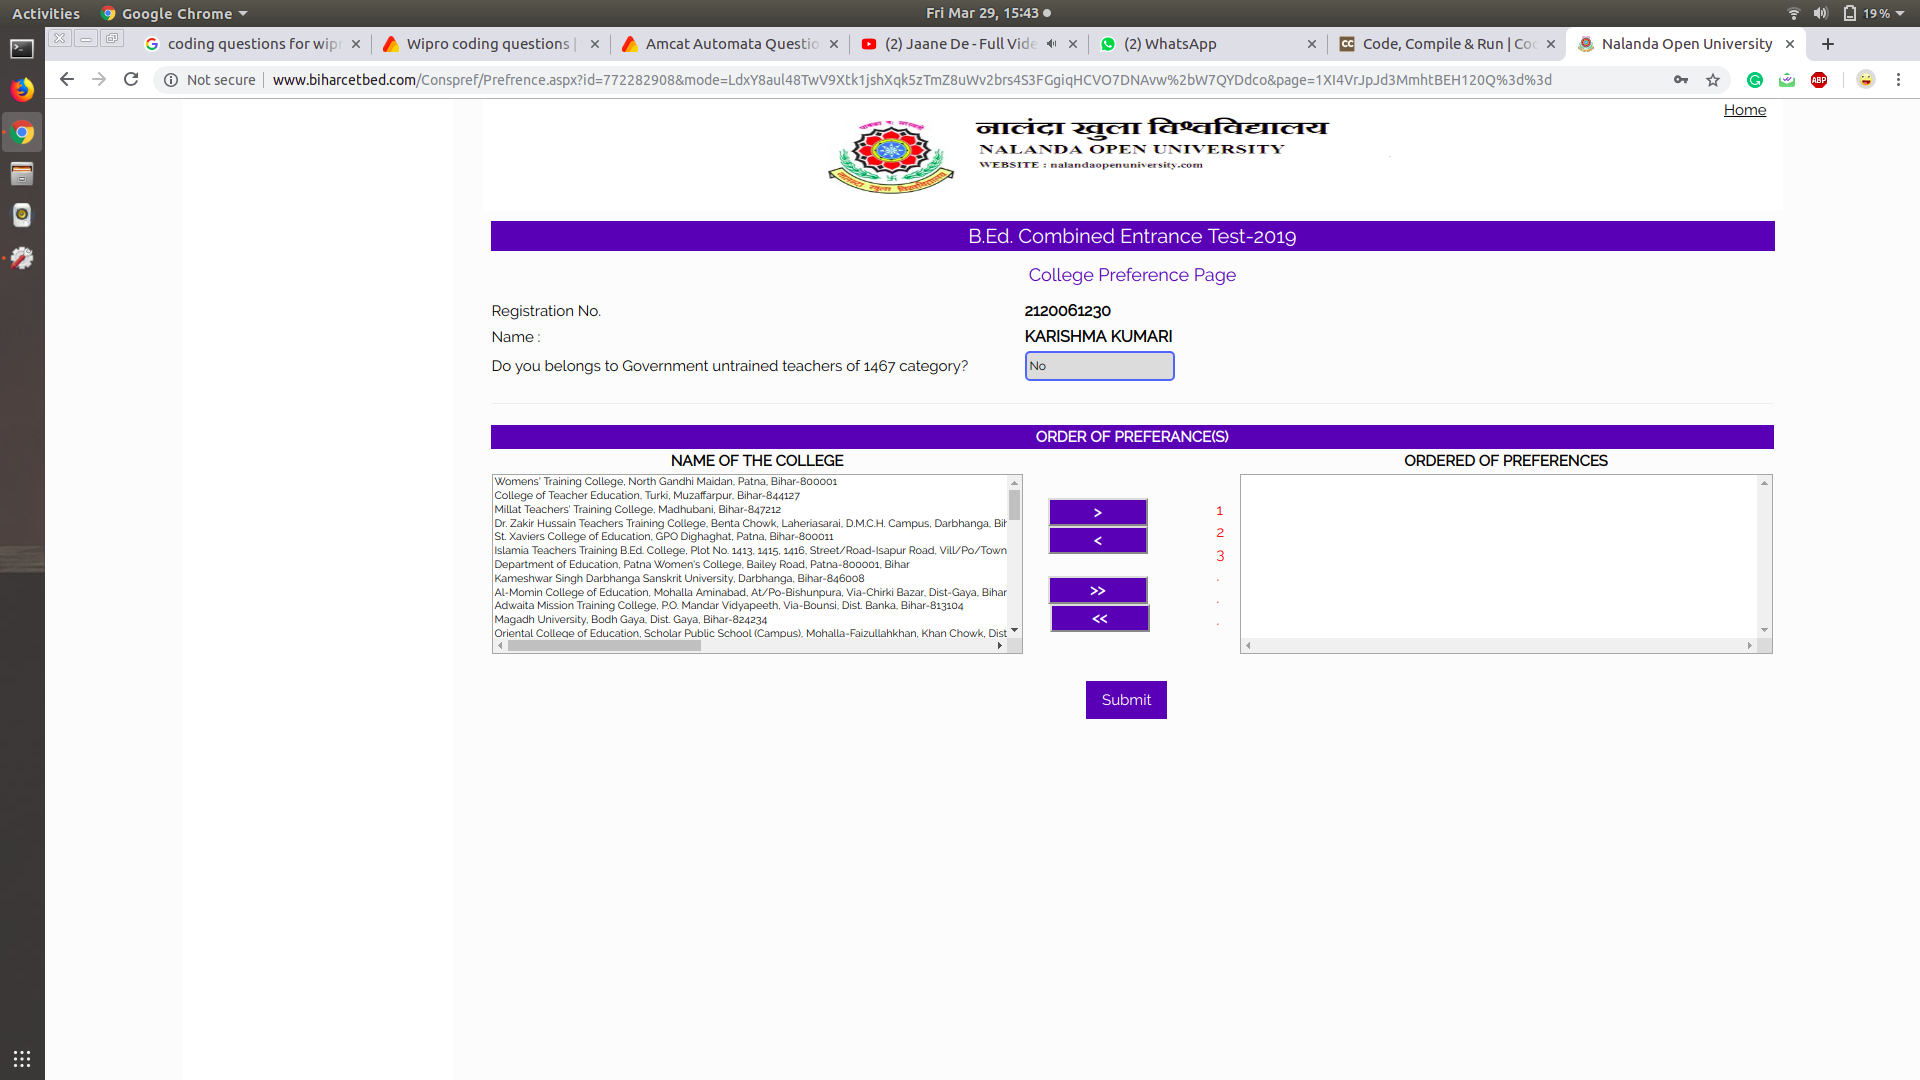 Activities Google Chrome Fri Mar 29, 15:43 19 %
coding questions for wipr Wipro coding questions | Amcat Automata Questio (2) Jaane De - Full Vide (2) WhatsApp Code, Compile & Run | Co Nalanda Open University
Not secure www.biharcetbed.com/Conspref/Prefrence.aspx?id=772282908&mode=LdxY8aul48TwV9Xtk1jshXqk5zTmZ8uWv2brs4S3FGgiqHCVO7DNAvw%2bW7QYDdco&page=1XI4VrJpJd3MmhtBEH120Q%3d%3d ABP
Home
नालंदा खुला विश्वविद्यालय
NALANDA OPEN UNIVERSITY
WEBSITE : nalandaopenuniversity.com
B.Ed. Combined Entrance Test-2019
College Preference Page
Registration No. 2120061230
Name : KARISHMA KUMARI
Do you belongs to Government untrained teachers of 1467 category? No
ORDER OF PREFERANCE(S)
NAME OF THE COLLEGE ORDERED OF PREFERENCES
Womens' Training College, North Gandhi Maidan, Patna, Bihar-800001
College of Teacher Education, Turki, Muzaffarpur, Bihar-844127
Millat Teachers' Training College, Madhubani, Bihar-847212
Dr. Zakir Hussain Teachers Training College, Benta Chowk, Laheriasarai, D.M.C.H. Campus, Darbhanga, Bih
St. Xaviers College of Education, GPO Dighaghat, Patna, Bihar-800011
Islamia Teachers Training B.Ed. College, Plot No. 1413, 1415, 1416, Street/Road-Isapur Road, Vill/Po/Town
Department of Education, Patna Women's College, Bailey Road, Patna-800001, Bihar
Kameshwar Singh Darbhanga Sanskrit University, Darbhanga, Bihar-846008
Al-Momin College of Education, Mohalla Aminabad, At/Po-Bishunpura, Via-Chirki Bazar, Dist-Gaya, Bihar
Adwaita Mission Training College, P.O. Mandar Vidyapeeth, Via-Bounsi, Dist. Banka, Bihar-813104
Magadh University, Bodh Gaya, Dist. Gaya, Bihar-824234
Oriental College of Education, Scholar Public School (Campus), Mohalla-Faizullahkhan, Khan Chowk, Dist
>
<
>>
<<
1
2
3
.
.
.
Submit